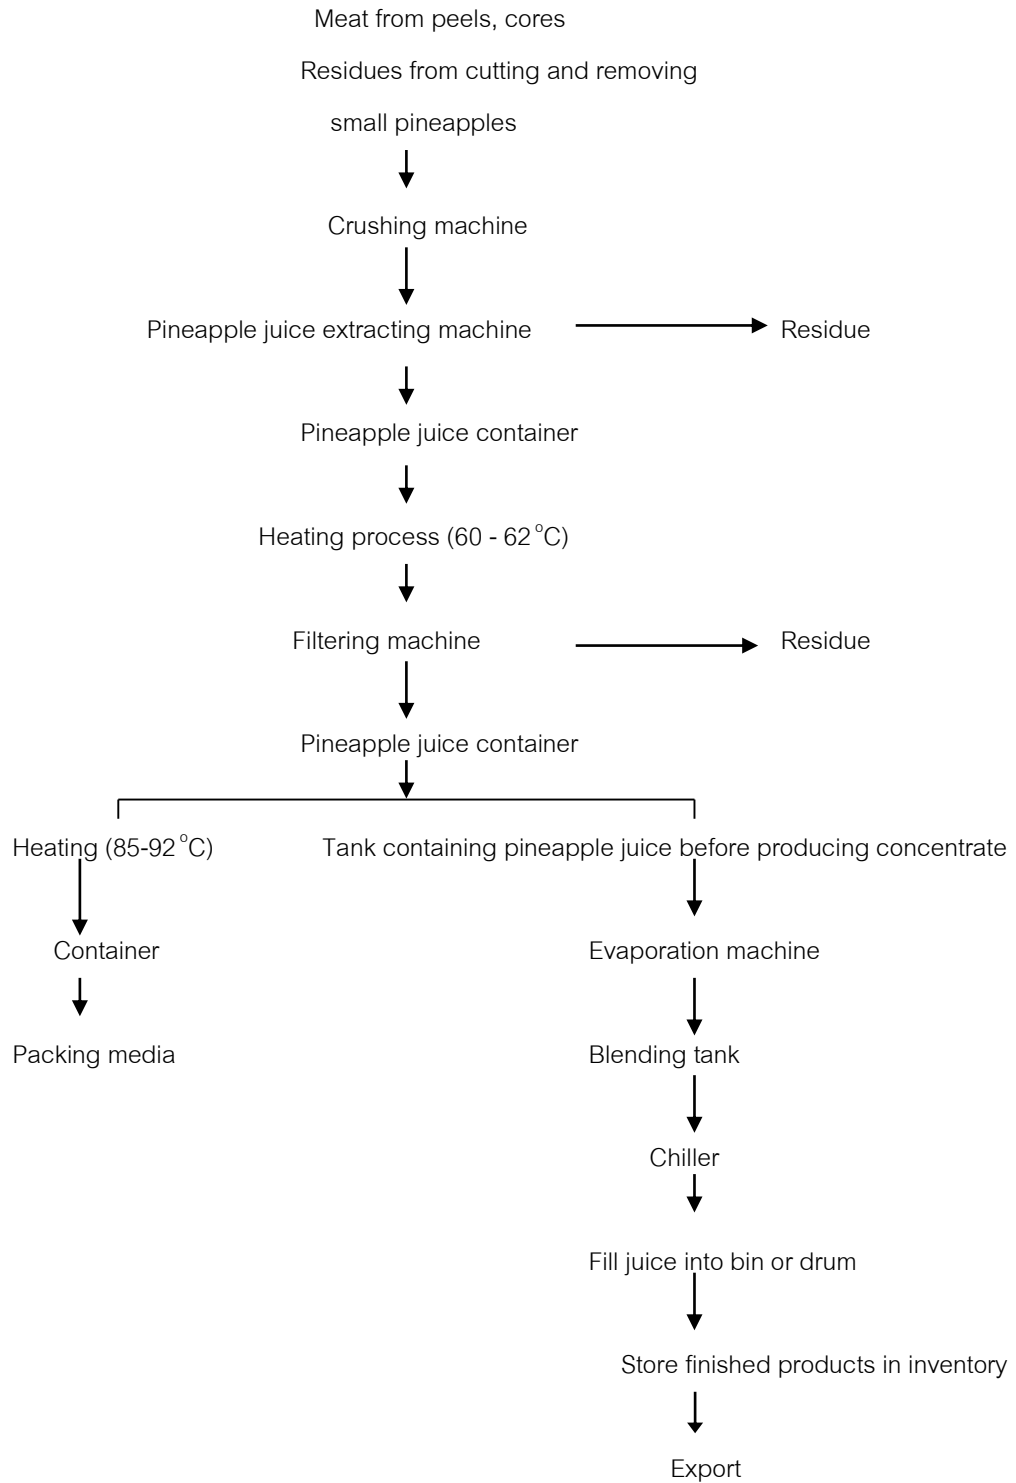 Meat from peels, cores
Residues from cutting and removing
small pineapples
Crushing machine
Pineapple juice extracting machine
Residue
Pineapple juice container
Heating process (60 - 62 °C)
Filtering machine
Residue
Pineapple juice container
Heating (85-92 °C)
Tank containing pineapple juice before producing concentrate
Container
Evaporation machine
Packing media
Blending tank
Chiller
Fill juice into bin or drum
Store finished products in inventory
Export